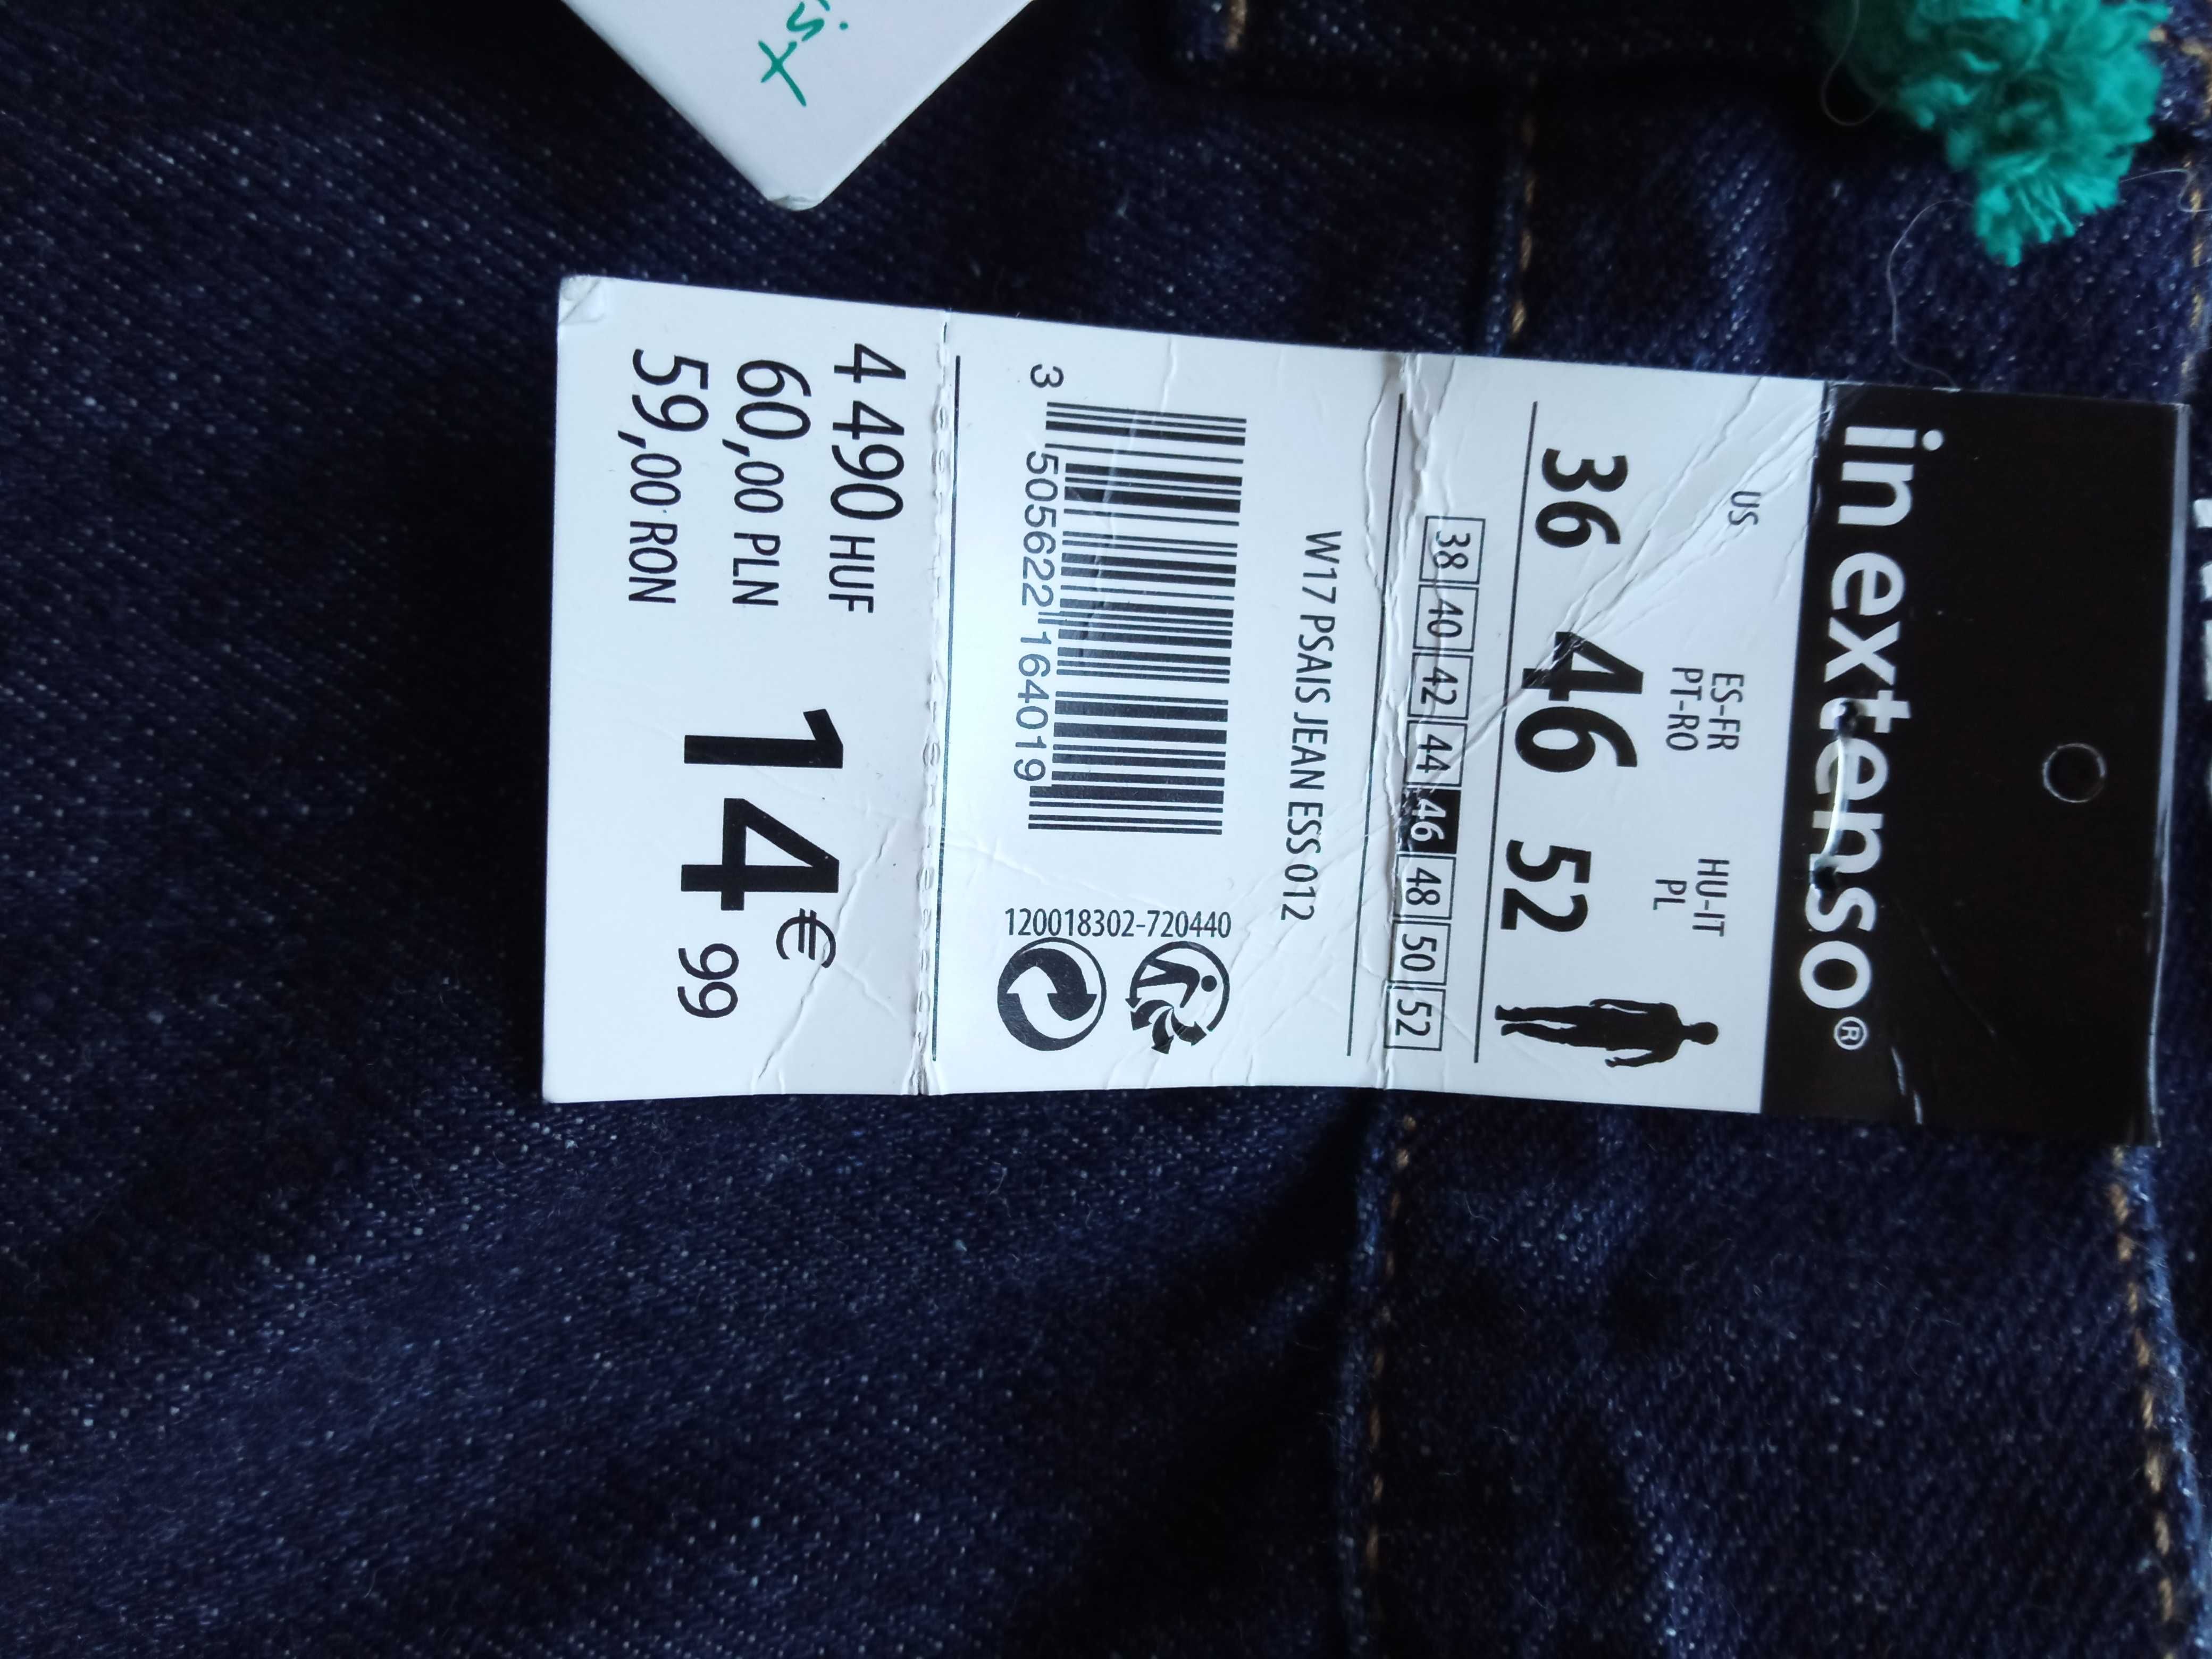 in extenso®
US
ES-FR
PT-RO
HU-IT
PL
36 46 52
38 40 42 44 46 48 50 52
W17 PSAIS JEAN ESS 012
3 505622 164019
120018302-720440
4 490 HUF
60,00 PLN
59,00 RON
14€99